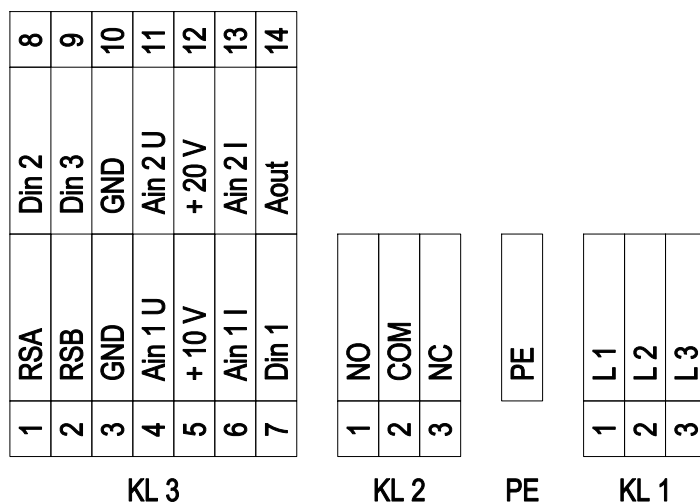 8 9 10 11 12 13 14
Din 2 Din 3 GND Ain 2 U + 20 V Ain 2 I Aout
RSA RSB GND Ain 1 U + 10 V Ain 1 I Din 1
1 2 3 4 5 6 7
KL 3
NO COM NC
1 2 3
KL 2
PE
PE
L 1 L 2 L 3
1 2 3
KL 1